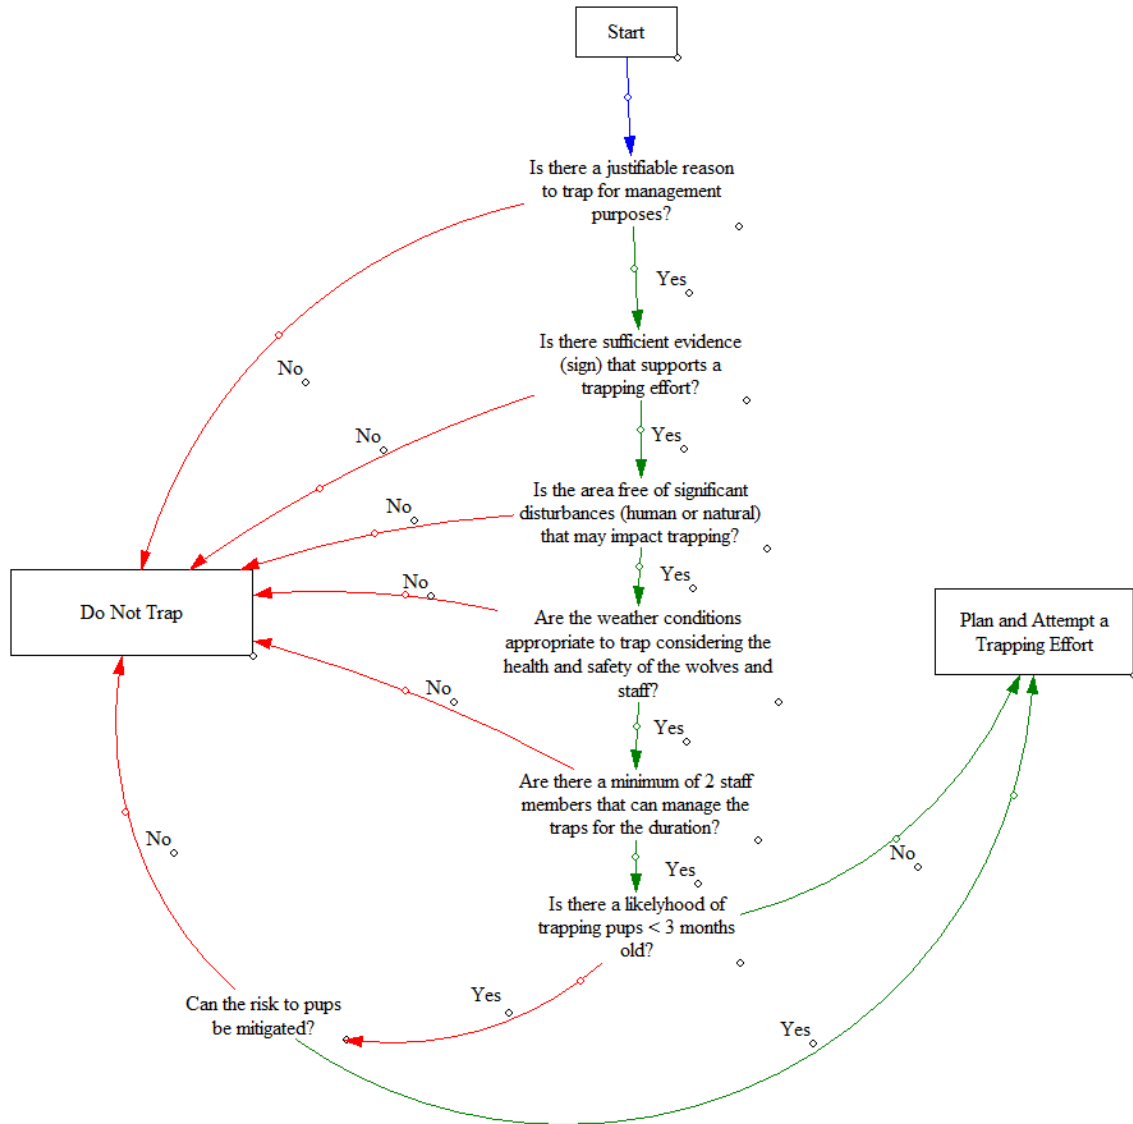 Start
Is there a justifiable reason
to trap for management
purposes?
Yes
No
Is there sufficient evidence
(sign) that supports a
trapping effort?
Yes
No
Is the area free of significant
disturbances (human or natural)
that may impact trapping?
No
Yes
No
Do Not Trap
Are the weather conditions
appropriate to trap considering the
health and safety of the wolves and
staff?
Plan and Attempt a
Trapping Effort
No
Yes
Are there a minimum of 2 staff
members that can manage the
traps for the duration?
No
Yes
No
Is there a likelyhood of
trapping pups < 3 months
old?
Yes
Can the risk to pups
be mitigated?
Yes